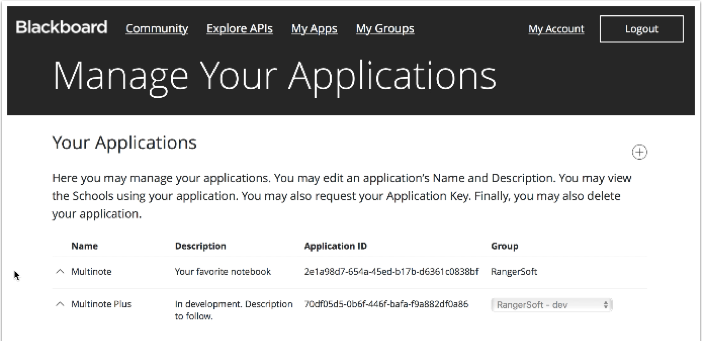 Blackboard Community Explore APIs My Apps My Groups My Account Logout
Manage Your Applications
Your Applications
Here you may manage your applications. You may edit an application's Name and Description. You may view
the Schools using your application. You may also request your Application Key. Finally, you may also delete
your application.
Name Description Application ID Group
Multinote Your favorite notebook 2e1a98d7-654a-45ed-b17b-d6361c0838bf RangerSoft
Multinote Plus In development. Description 70df05d5-0b6f-446f-bafa-f9a882df0a86 RangerSoft - dev
to follow.